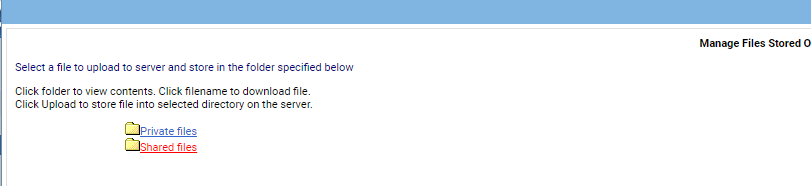 Manage Files Stored O
Select a file to upload to server and store in the folder specified below
Click folder to view contents. Click filename to download file.
Click Upload to store file into selected directory on the server.
Private files
Shared files